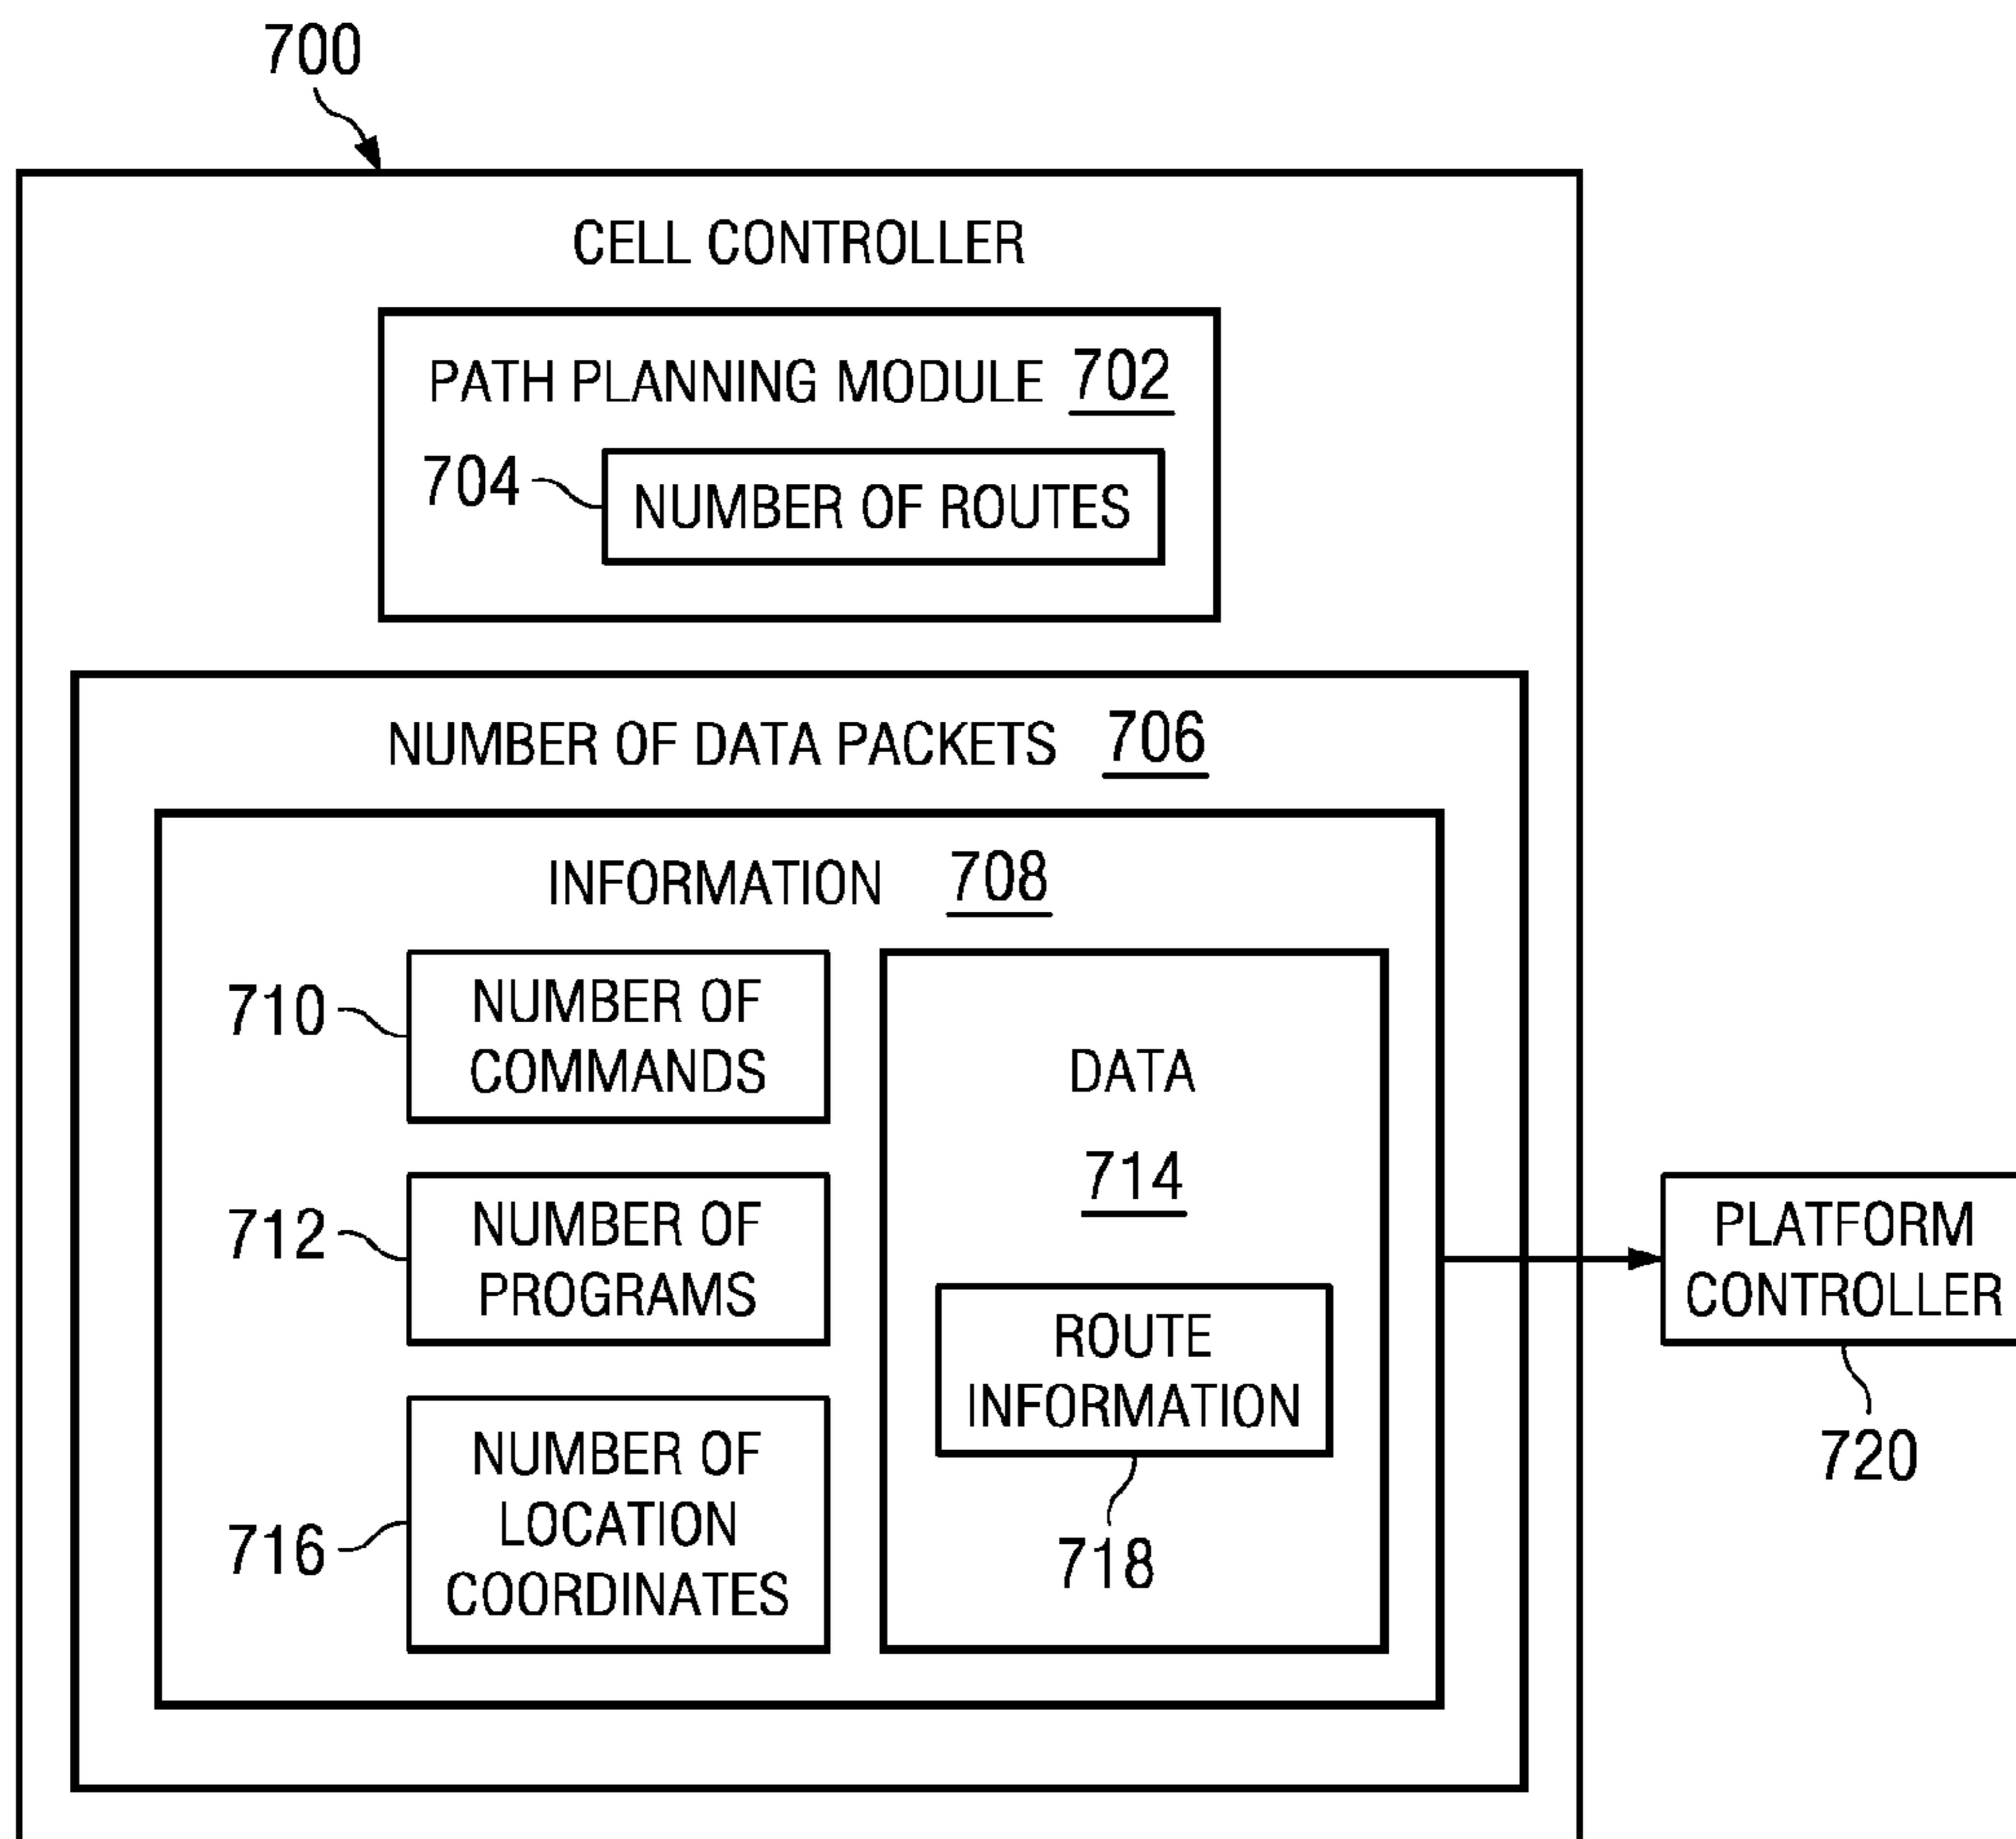 700
CELL CONTROLLER
PATH PLANNING MODULE 702
704
NUMBER OF ROUTES
NUMBER OF DATA PACKETS 706
INFORMATION 708
710
NUMBER OF
COMMANDS
712
NUMBER OF
PROGRAMS
716
NUMBER OF
LOCATION
COORDINATES
DATA
714
ROUTE
INFORMATION
718
PLATFORM
CONTROLLER
720